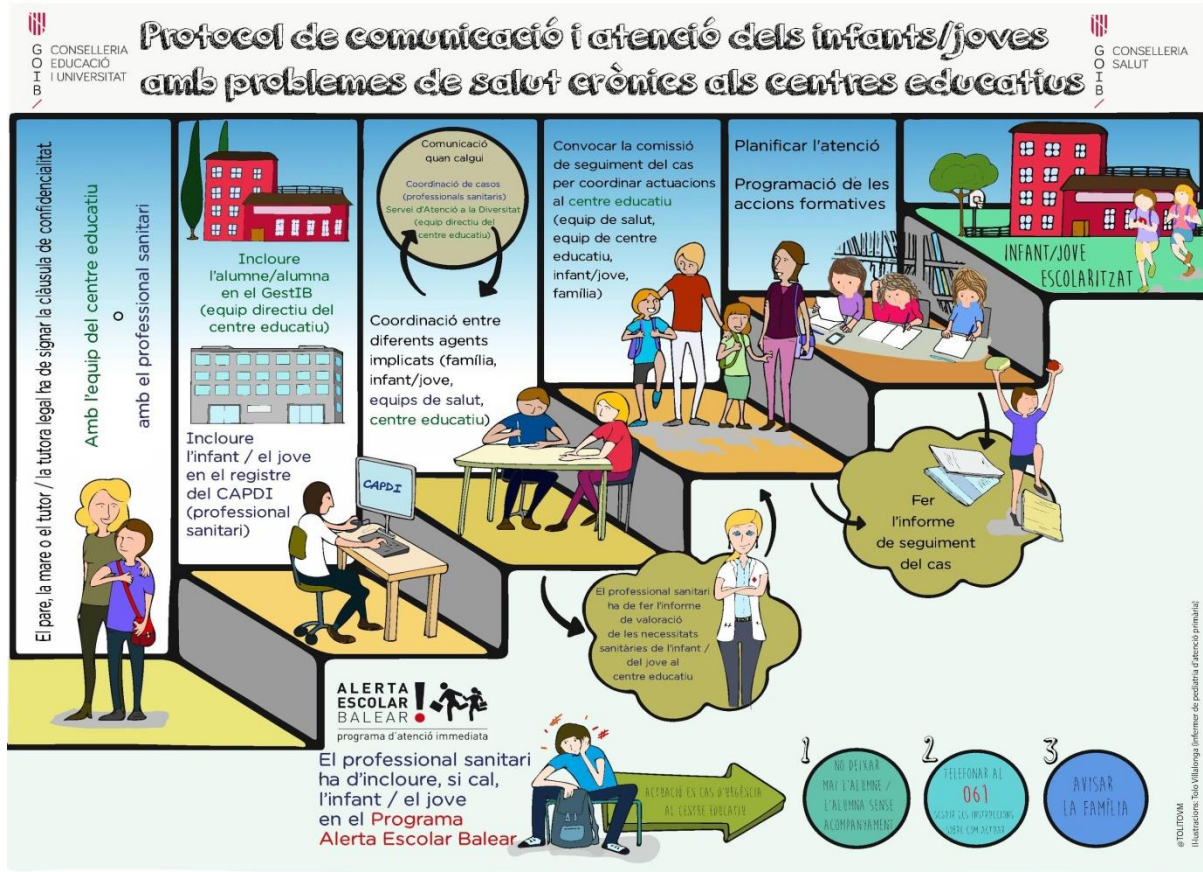 GOIB
CONSELLERIA
EDUCACIÓ
I UNIVERSITAT
Protocol de comunicació i atenció dels infants/joves
amb problemes de salut crònics als centres educatius
GOIB
CONSELLERIA
SALUT
El pare, la mare o el tutor / la tutora legal ha de signar la clàusula de confidencialitat.
Amb l'equip del centre educatiu
o
amb el professional sanitari
Incloure
l'alumne/alumna
en el GestIB
(equip directiu del
centre educatiu)
Incloure
l'infant / el jove
en el registre
del CAPDI
(professional
sanitari)
CAPDI
Comunicació
quan calgui
Coordinació de casos
(professionals sanitaris)
Servei d'Atenció a la Diversitat
(equip directiu del
centre educatiu)
Coordinació entre
diferents agents
implicats (família,
infant/jove,
equips de salut,
centre educatiu)
Convocar la comissió
de seguiment del cas
per coordinar actuacions
al centre educatiu
(equip de salut,
equip de centre
educatiu,
infant/jove,
família)
Planificar l'atenció
Programació de les
accions formatives
INFANT/JOVE
ESCOLARITZAT
El professional sanitari
ha de fer l'informe
de valoració
de les necessitats
sanitàries de l'infant /
del jove al
centre educatiu
Fer
l'informe
de seguiment
del cas
ALERTA
ESCOLAR
BALEAR !
programa d'atenció immediata
El professional sanitari
ha d'incloure, si cal,
l'infant / el jove
en el Programa
Alerta Escolar Balear
ACTUACIÓ EN CAS D'URGÈNCIA
AL CENTRE EDUCATIU
1
NO DEIXAR
MAI L'ALUMNE /
L'ALUMNA SENSE
ACOMPANYAMENT
2
TELEFONAR AL
061
SEGUIR LES INSTRUCCIONS
SOBRE COM ACTUAR
3
AVISAR
LA FAMÍLIA
@TOLITOVM
Il·lustracions: Tolo Villalonga (infermer de pediatria d'atenció primària)